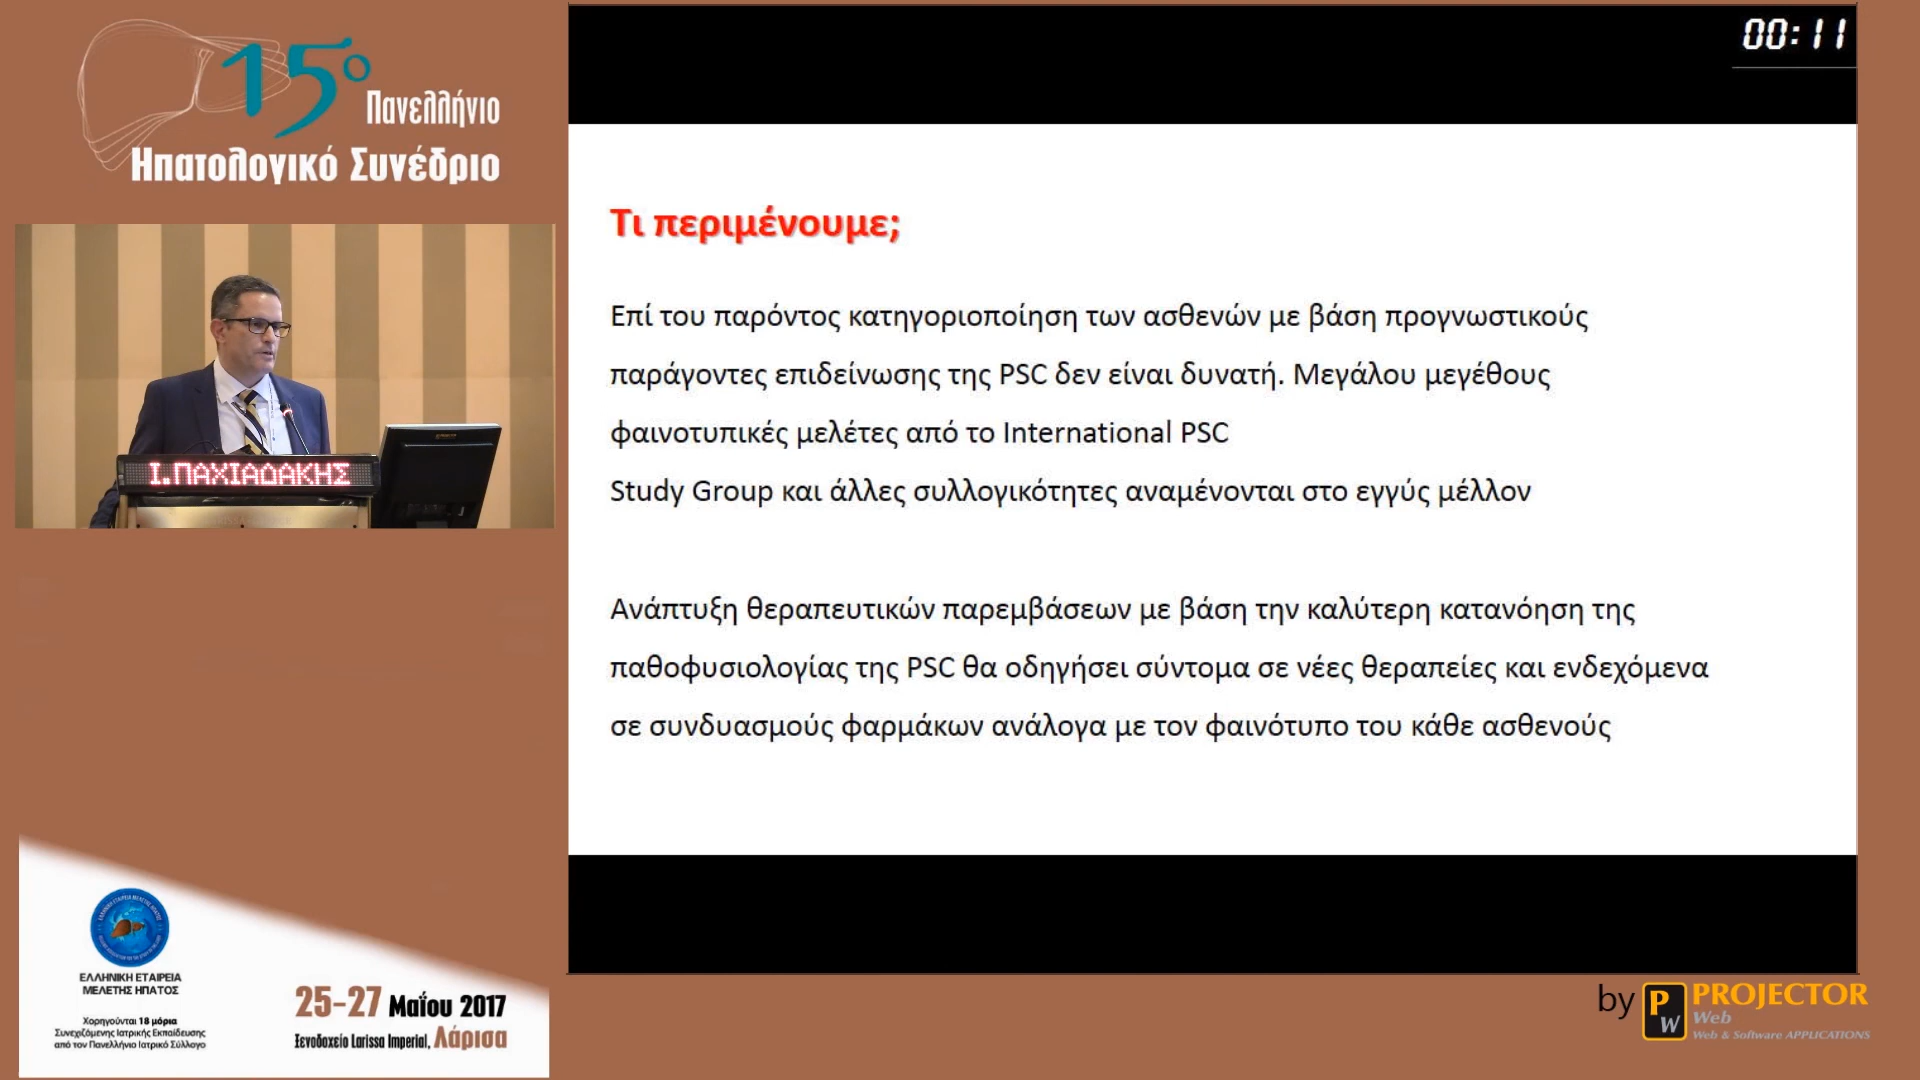 15ο
Πανελλήνιο
Ηπατολογικό Συνέδριο
Ι.ΠΑΧΙΑΔΑΚΗΣ
ΕΛΛΗΝΙΚΗ ΕΤΑΙΡΕΙΑ
ΜΕΛΕΤΗΣ ΗΠΑΤΟΣ
Χορηγούνται 18 μόρια
Συνεχιζόμενης Ιατρικής Εκπαίδευσης
από τον Πανελλήνιο Ιατρικό Σύλλογο
25-27 Μαΐου 2017
Ξενοδοχείο Larissa Imperial, Λάρισα
00:11
Τι περιμένουμε;
Επί του παρόντος κατηγοριοποίηση των ασθενών με βάση προγνωστικούς
παράγοντες επιδείνωσης της PSC δεν είναι δυνατή. Μεγάλου μεγέθους
φαινοτυπικές μελέτες από το International PSC
Study Group και άλλες συλλογικότητες αναμένονται στο εγγύς μέλλον
Ανάπτυξη θεραπευτικών παρεμβάσεων με βάση την καλύτερη κατανόηση της
παθοφυσιολογίας της PSC θα οδηγήσει σύντομα σε νέες θεραπείες και ενδεχόμενα
σε συνδυασμούς φαρμάκων ανάλογα με τον φαινότυπο του κάθε ασθενούς
by PW PROJECTOR
Web
Web & Software APPLICATIONS